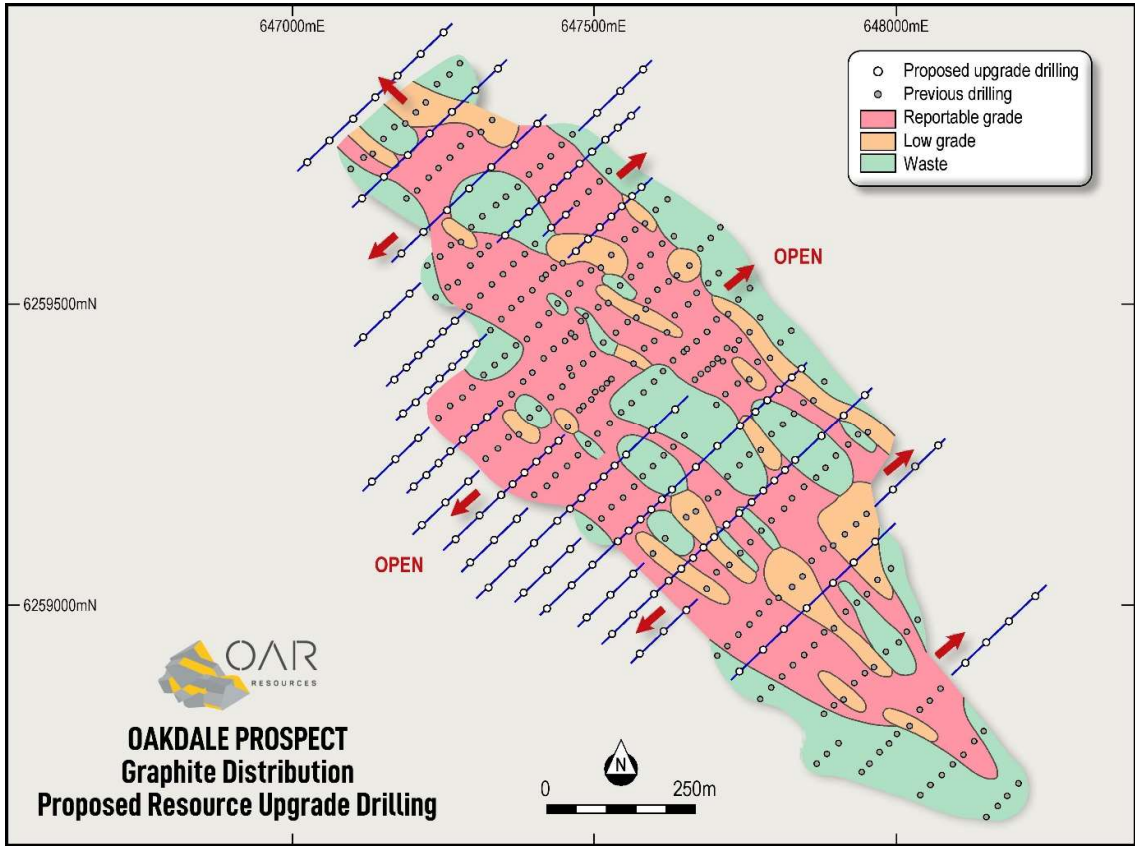 647000mE
647500mE
648000mE
Proposed upgrade drilling
Previous drilling
Reportable grade
Low grade
Waste
OPEN
6259500mN
OPEN
6259000mN
OAR
RESOURCES
OAKDALE PROSPECT
Graphite Distribution
Proposed Resource Upgrade Drilling
N
0
250m